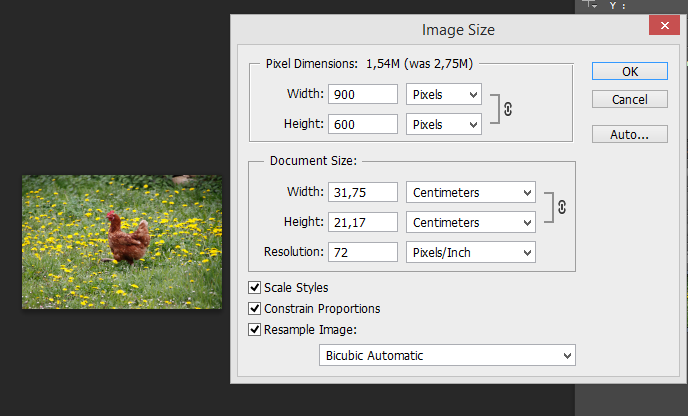 Y :
Image Size
Pixel Dimensions: 1,54M (was 2,75M)
OK
Width: 900 Pixels
Cancel
Height: 600 Pixels
Auto...
Document Size:
Width: 31,75 Centimeters
Height: 21,17 Centimeters
Resolution: 72 Pixels/Inch
Scale Styles
Constrain Proportions
Resample Image:
Bicubic Automatic